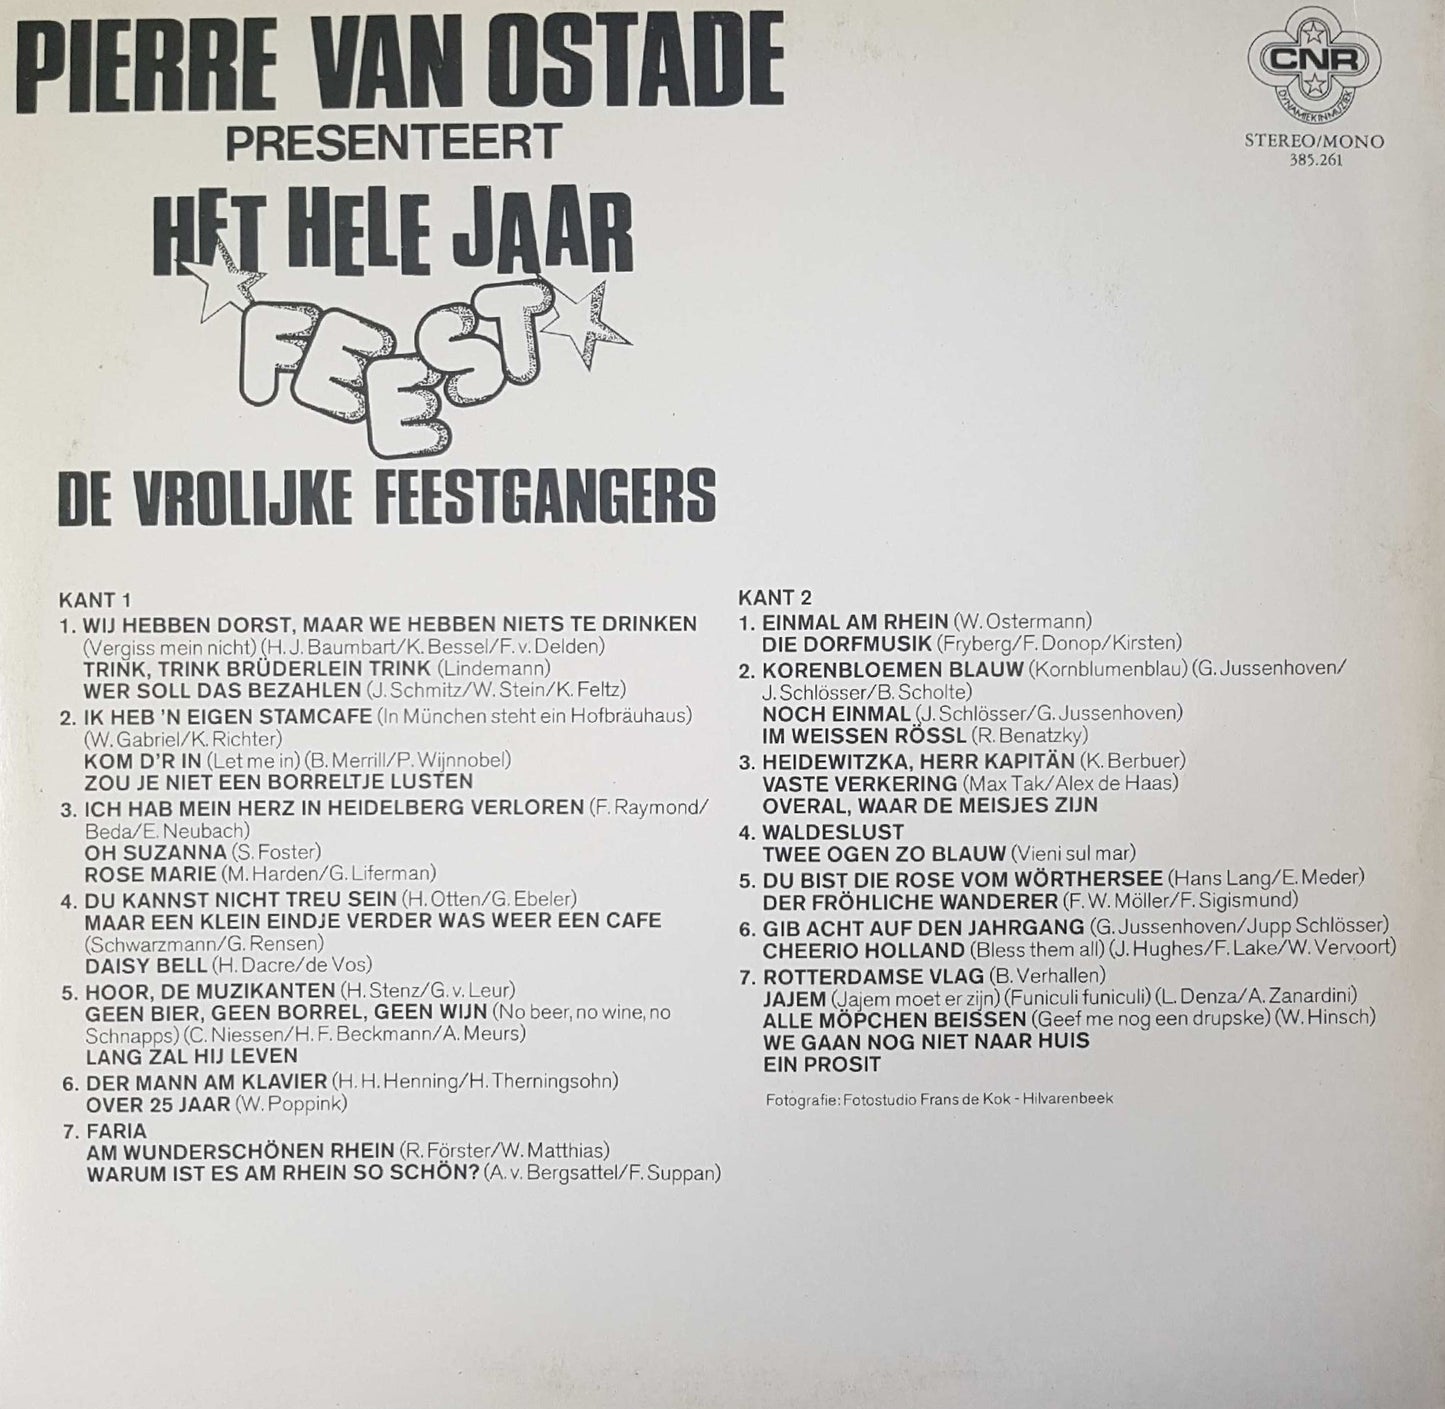 PIERRE VAN OSTADE
PRESENTEERT
HET HELE JAAR
FEEST
DE VROLIJKE FEESTGANGERS
CNR
DYNAMIEK IN MUZIEK
STEREO/MONO
385.261
KANT 1
1. WIJ HEBBEN DORST, MAAR WE HEBBEN NIETS TE DRINKEN
(Vergiss mein nicht) (H. J. Baumbart/K. Bessel/F. v. Delden)
TRINK, TRINK BRÜDERLEIN TRINK (Lindemann)
WER SOLL DAS BEZAHLEN (J. Schmitz/W. Stein/K. Feltz)
2. IK HEB 'N EIGEN STAMCAFE (In München steht ein Hofbräuhaus)
(W. Gabriel/K. Richter)
KOM D'R IN (Let me in) (B. Merrill/P. Wijnnobel)
ZOU JE NIET EEN BORRELTJE LUSTEN
3. ICH HAB MEIN HERZ IN HEIDELBERG VERLOREN (F. Raymond/
Beda/E. Neubach)
OH SUZANNA (S. Foster)
ROSE MARIE (M. Harden/G. Liferman)
4. DU KANNST NICHT TREU SEIN (H. Otten/G. Ebeler)
MAAR EEN KLEIN EINDJE VERDER WAS WEER EEN CAFE
(Schwarzmann/G. Rensen)
DAISY BELL (H. Dacre/de Vos)
5. HOOR, DE MUZIKANTEN (H. Stenz/G. v. Leur)
GEEN BIER, GEEN BORREL, GEEN WIJN (No beer, no wine, no
Schnapps) (C. Niessen/H. F. Beckmann/A. Meurs)
LANG ZAL HIJ LEVEN
6. DER MANN AM KLAVIER (H. H. Henning/H. Therningsohn)
OVER 25 JAAR (W. Poppink)
7. FARIA
AM WUNDERSCHÖNEN RHEIN (R. Förster/W. Matthias)
WARUM IST ES AM RHEIN SO SCHÖN? (A. v. Bergsattel/F. Suppan)
KANT 2
1. EINMAL AM RHEIN (W. Ostermann)
DIE DORFMUSIK (Fryberg/F. Donop/Kirsten)
2. KORENBLOEMEN BLAUW (Kornblumenblau) (G. Jussenhoven/
J. Schlösser/B. Scholte)
NOCH EINMAL (J. Schlösser/G. Jussenhoven)
IM WEISSEN RÖSSL (R. Benatzky)
3. HEIDEWITZKA, HERR KAPITÄN (K. Berbuer)
VASTE VERKERING (Max Tak/Alex de Haas)
OVERAL, WAAR DE MEISJES ZIJN
4. WALDESLUST
TWEE OGEN ZO BLAUW (Vieni sul mar)
5. DU BIST DIE ROSE VOM WÖRTHERSEE (Hans Lang/E. Meder)
DER FRÖHLICHE WANDERER (F. W. Möller/F. Sigismund)
6. GIB ACHT AUF DEN JAHRGANG (G. Jussenhoven/Jupp Schlösser)
CHEERIO HOLLAND (Bless them all) (J. Hughes/F. Lake/W. Vervoort)
7. ROTTERDAMSE VLAG (B. Verhallen)
JAJEM (Jajem moet er zijn) (Funiculi funiculi) (L. Denza/A. Zanardini)
ALLE MÖPCHEN BEISSEN (Geef me nog een drupske) (W. Hinsch)
WE GAAN NOG NIET NAAR HUIS
EIN PROSIT
Fotografie: Fotostudio Frans de Kok - Hilvarenbeek